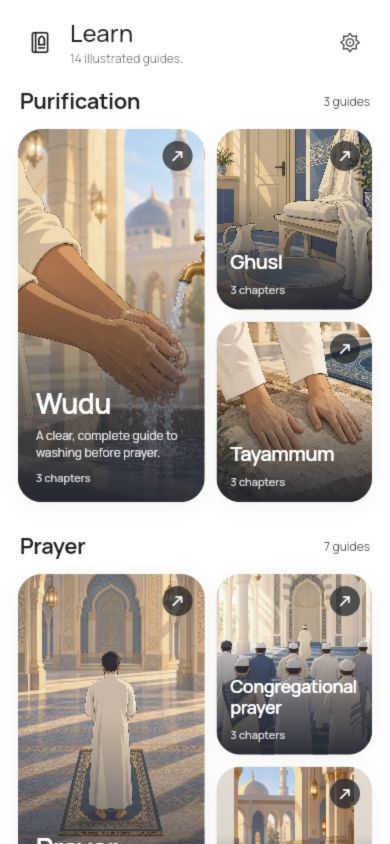 Learn
14 illustrated guides.
Purification
3 guides
Wudu
A clear, complete guide to
washing before prayer.
3 chapters
Ghusl
3 chapters
Tayammum
3 chapters
Prayer
7 guides
Congregational
prayer
3 chapters